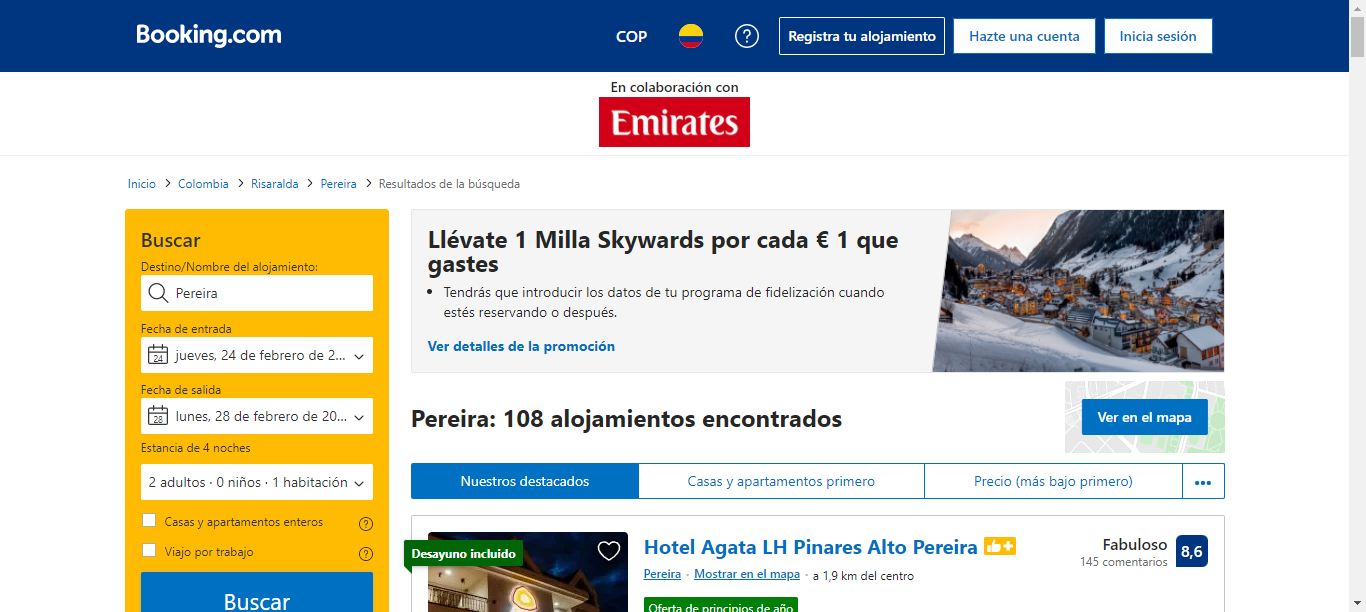 Booking.com
COP
Registra tu alojamiento
Hazte una cuenta
Inicia sesión
En colaboración con
Emirates
Inicio > Colombia > Risaralda > Pereira > Resultados de la búsqueda
Buscar
Destino/Nombre del alojamiento:
Pereira
Fecha de entrada
24 jueves, 24 de febrero de 2...
Fecha de salida
28 lunes, 28 de febrero de 20...
Estancia de 4 noches
2 adultos · 0 niños · 1 habitación
Casas y apartamentos enteros
Viajo por trabajo
Buscar
Llévate 1 Milla Skywards por cada € 1 que
gastes
• Tendrás que introducir los datos de tu programa de fidelización cuando
estés reservando o después.
Ver detalles de la promoción
Pereira: 108 alojamientos encontrados
Ver en el mapa
Nuestros destacados
Casas y apartamentos primero
Precio (más bajo primero)
Desayuno incluido
Hotel Agata LH Pinares Alto Pereira
Pereira · Mostrar en el mapa · a 1,9 km del centro
Oferta de principios de año
Fabuloso
145 comentarios
8,6